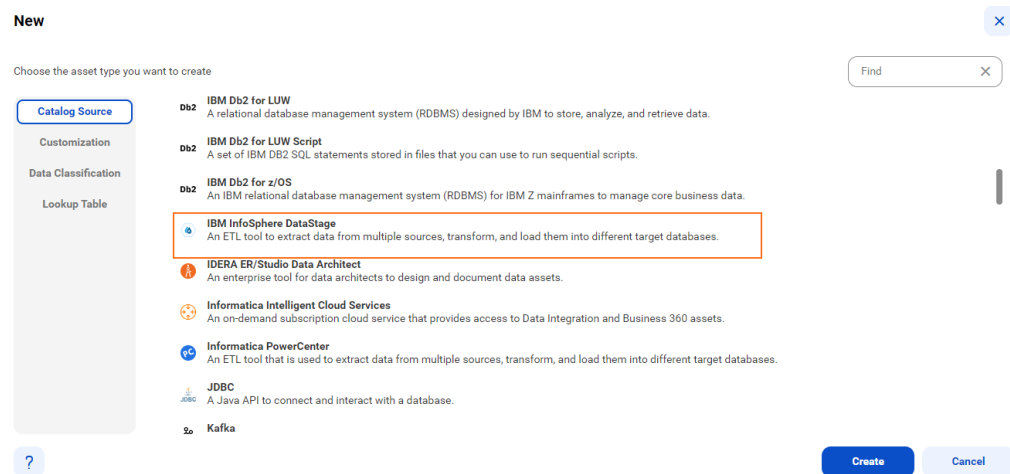 New
Choose the asset type you want to create
Find
Catalog Source
Customization
Data Classification
Lookup Table
Db2
IBM Db2 for LUW
A relational database management system (RDBMS) designed by IBM to store, analyze, and retrieve data.
Db2
IBM Db2 for LUW Script
A set of IBM DB2 SQL statements stored in files that you can use to run sequential scripts.
Db2
IBM Db2 for z/OS
An IBM relational database management system (RDBMS) for IBM Z mainframes to manage core business data.
IBM InfoSphere DataStage
An ETL tool to extract data from multiple sources, transform, and load them into different target databases.
IDERA ER/Studio Data Architect
An enterprise tool for data architects to design and document data assets.
Informatica Intelligent Cloud Services
An on-demand subscription cloud service that provides access to Data Integration and Business 360 assets.
PC
Informatica PowerCenter
An ETL tool that is used to extract data from multiple sources, transform, and load them into different target databases.
JDBC
JDBC
A Java API to connect and interact with a database.
Kafka
?
Create
Cancel